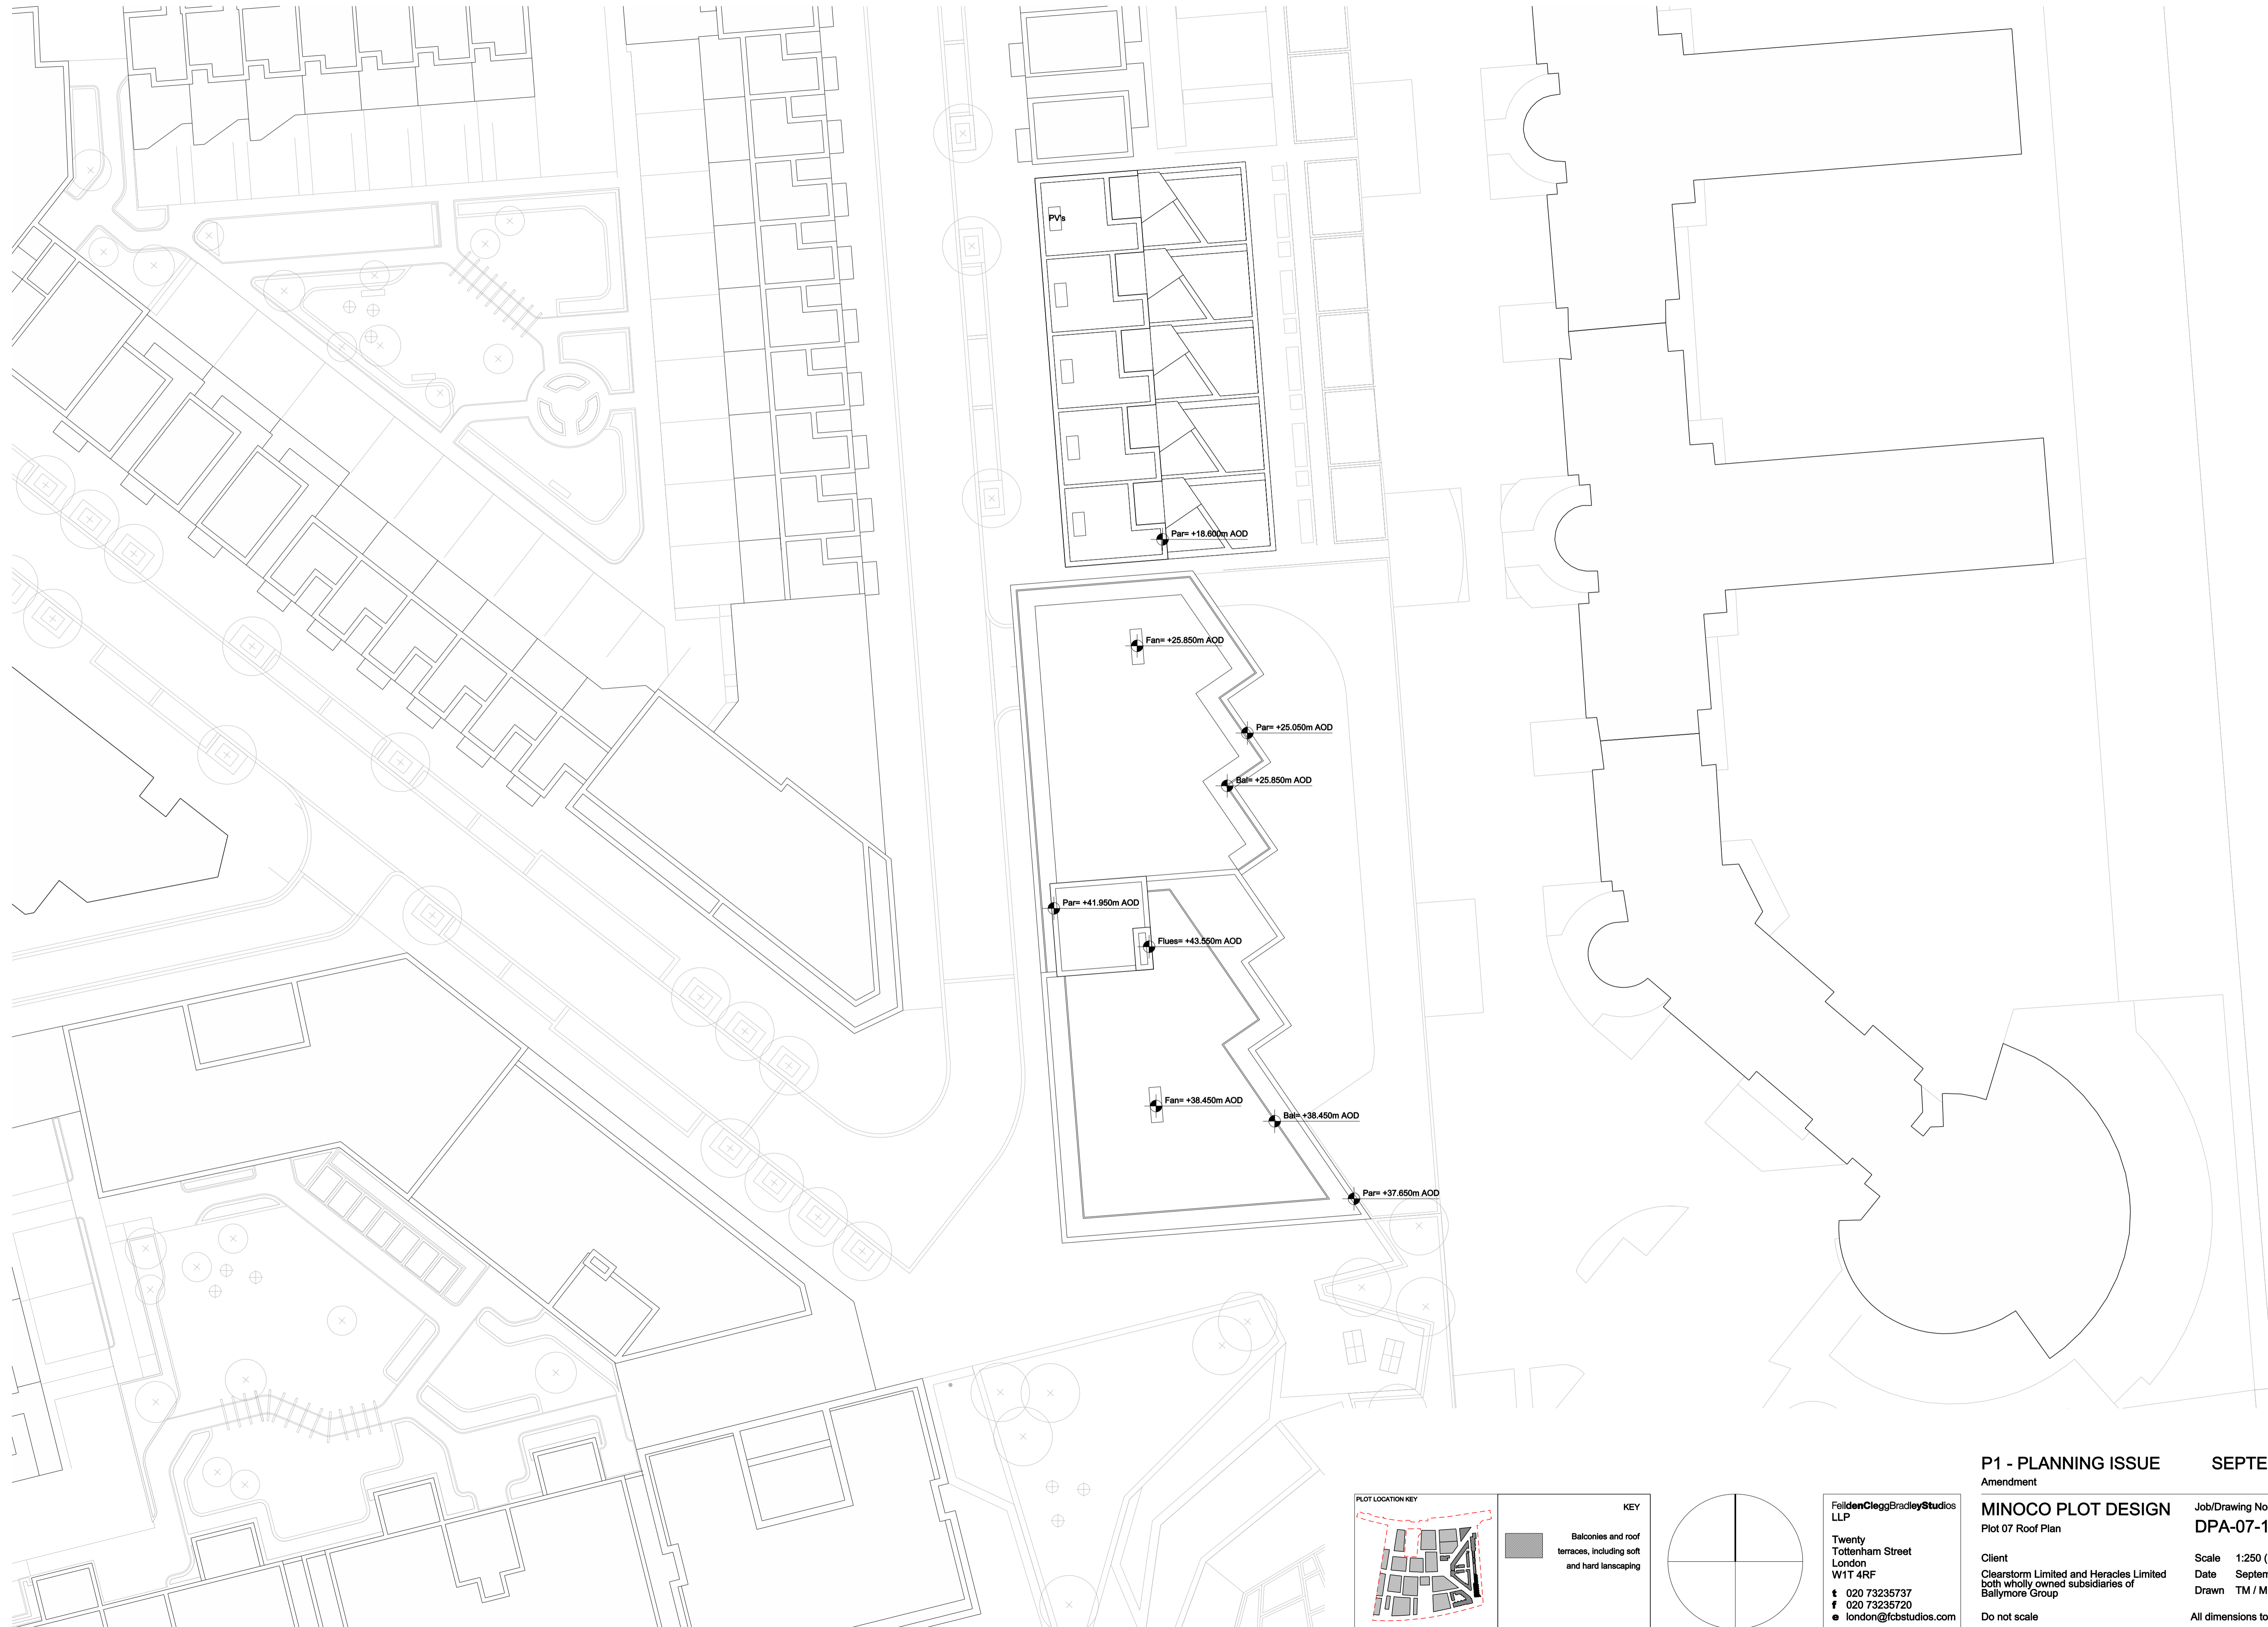 PV's
Par= +18.600m AOD
Fan= +25.850m AOD
Par= +25.050m AOD
Bal= +25.850m AOD
Par= +41.950m AOD
Flues= +43.550m AOD
Fan= +38.450m AOD
Bal= +38.450m AOD
Par= +37.650m AOD
PLOT LOCATION KEY
KEY
Balconies and roof
terraces, including soft
and hard lanscaping
FeildenCleggBradleyStudios
LLP
Twenty
Tottenham Street
London
W1T 4RF
t 020 73235737
f 020 73235720
e london@fcbstudios.com
P1 - PLANNING ISSUE SEPTE
Amendment
MINOCO PLOT DESIGN
Plot 07 Roof Plan
Job/Drawing No
DPA-07-1
Client
Clearstorm Limited and Heracles Limited
both wholly owned subsidiaries of
Ballymore Group
Scale 1:250 (
Date Septem
Drawn TM / M
Do not scale
All dimensions to